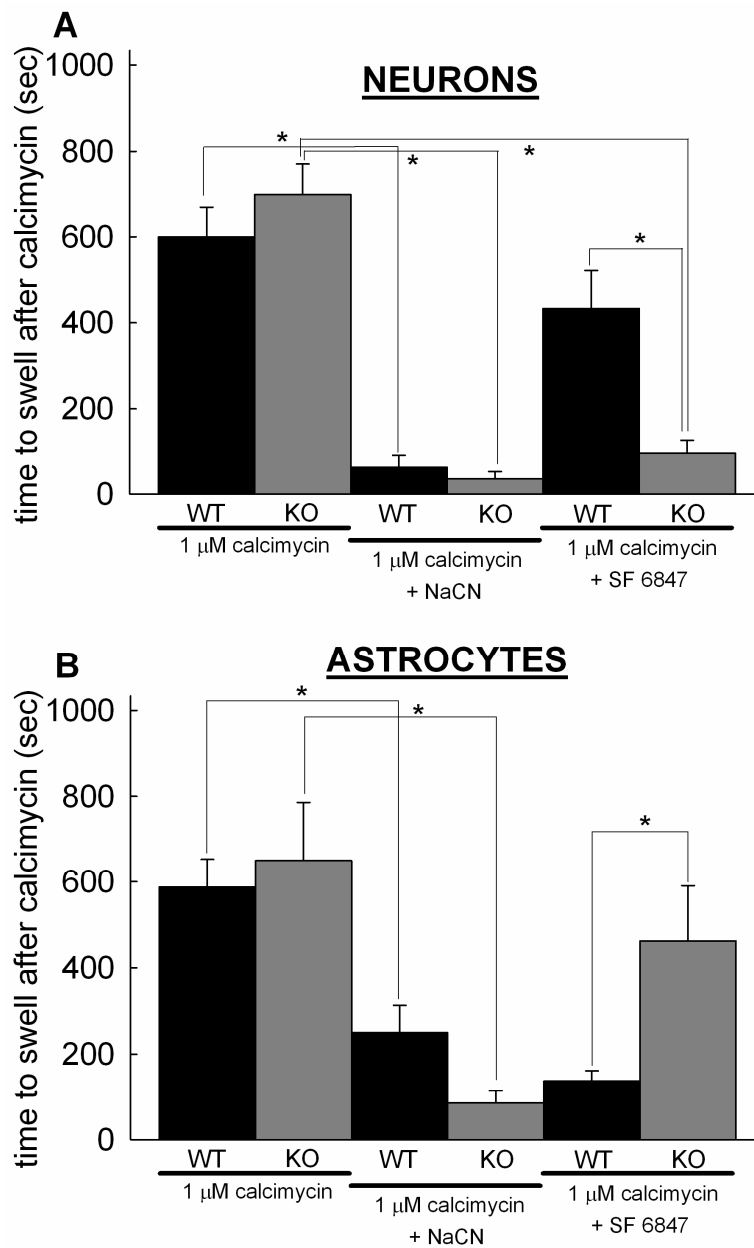 A
NEURONS
time to swell after calcimycin (sec)
1000
800
600
400
200
0
* * *
*
WT KO WT KO WT KO
1 μM calcimycin
1 μM calcimycin
+ NaCN
1 μM calcimycin
+ SF 6847
B
ASTROCYTES
time to swell after calcimycin (sec)
1000
800
600
400
200
0
* *
*
WT KO WT KO WT KO
1 μM calcimycin
1 μM calcimycin
+ NaCN
1 μM calcimycin
+ SF 6847